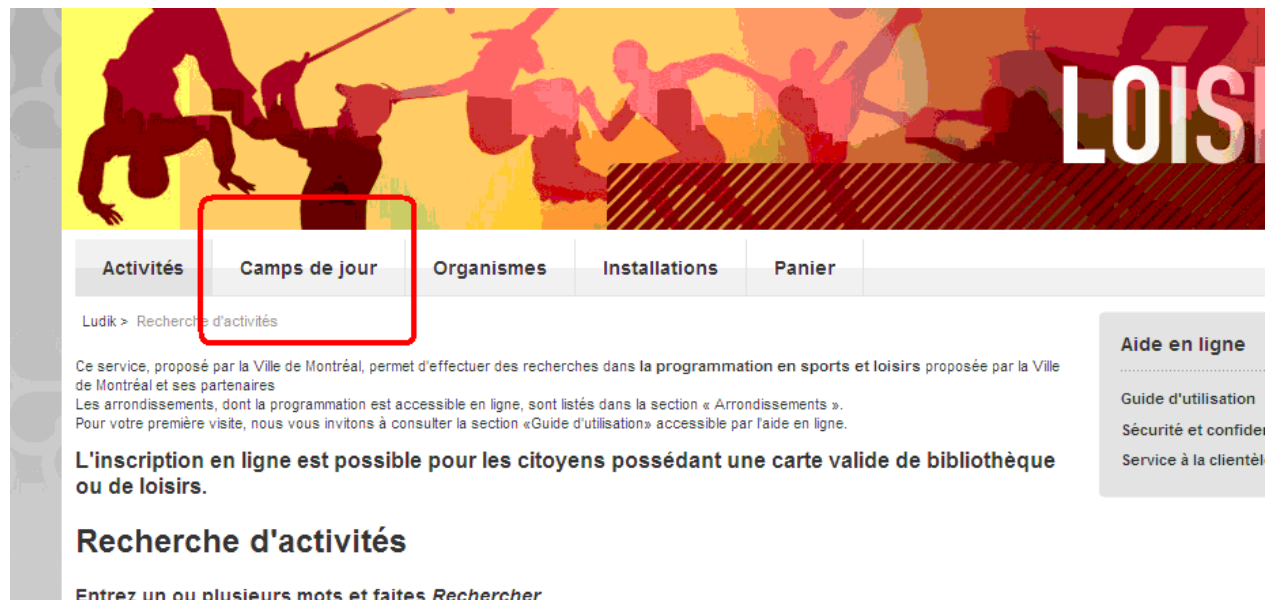 LOIS
Activités Camps de jour Organismes Installations Panier
Ludik > Recherche d'activités
Ce service, proposé par la Ville de Montréal, permet d'effectuer des recherches dans la programmation en sports et loisirs proposée par la Ville
de Montréal et ses partenaires
Les arrondissements, dont la programmation est accessible en ligne, sont listés dans la section « Arrondissements ».
Pour votre première visite, nous vous invitons à consulter la section «Guide d'utilisation» accessible par l'aide en ligne.
L'inscription en ligne est possible pour les citoyens possédant une carte valide de bibliothèque
ou de loisirs.
Recherche d'activités
Entrez un ou plusieurs mots et faites Rechercher
Aide en ligne
Guide d'utilisation
Sécurité et confiden
Service à la clientèl